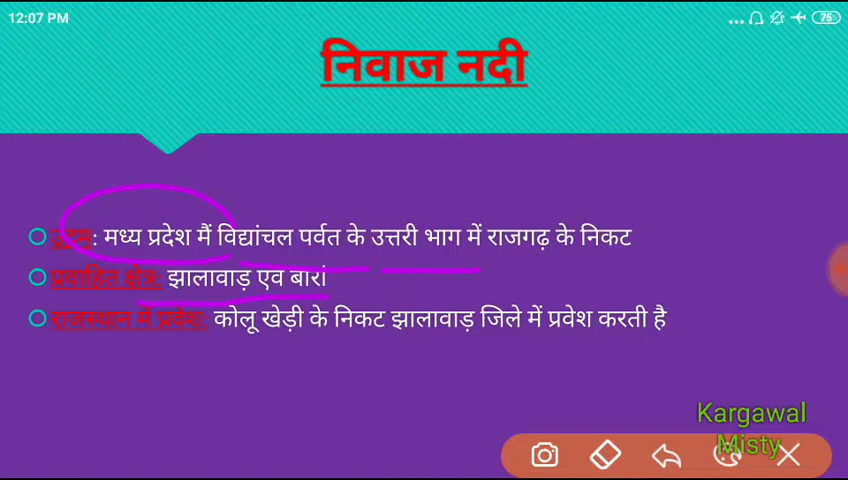 12:07 PM
75
निवाज नदी
उद्गम: मध्य प्रदेश मैं विद्यांचल पर्वत के उत्तरी भाग में राजगढ़ के निकट
प्रवाहित क्षेत्र: झालावाड़ एव बारां
राजस्थान में प्रवेश: कोलू खेड़ी के निकट झालावाड़ जिले में प्रवेश करती है
Kargawal
Misty